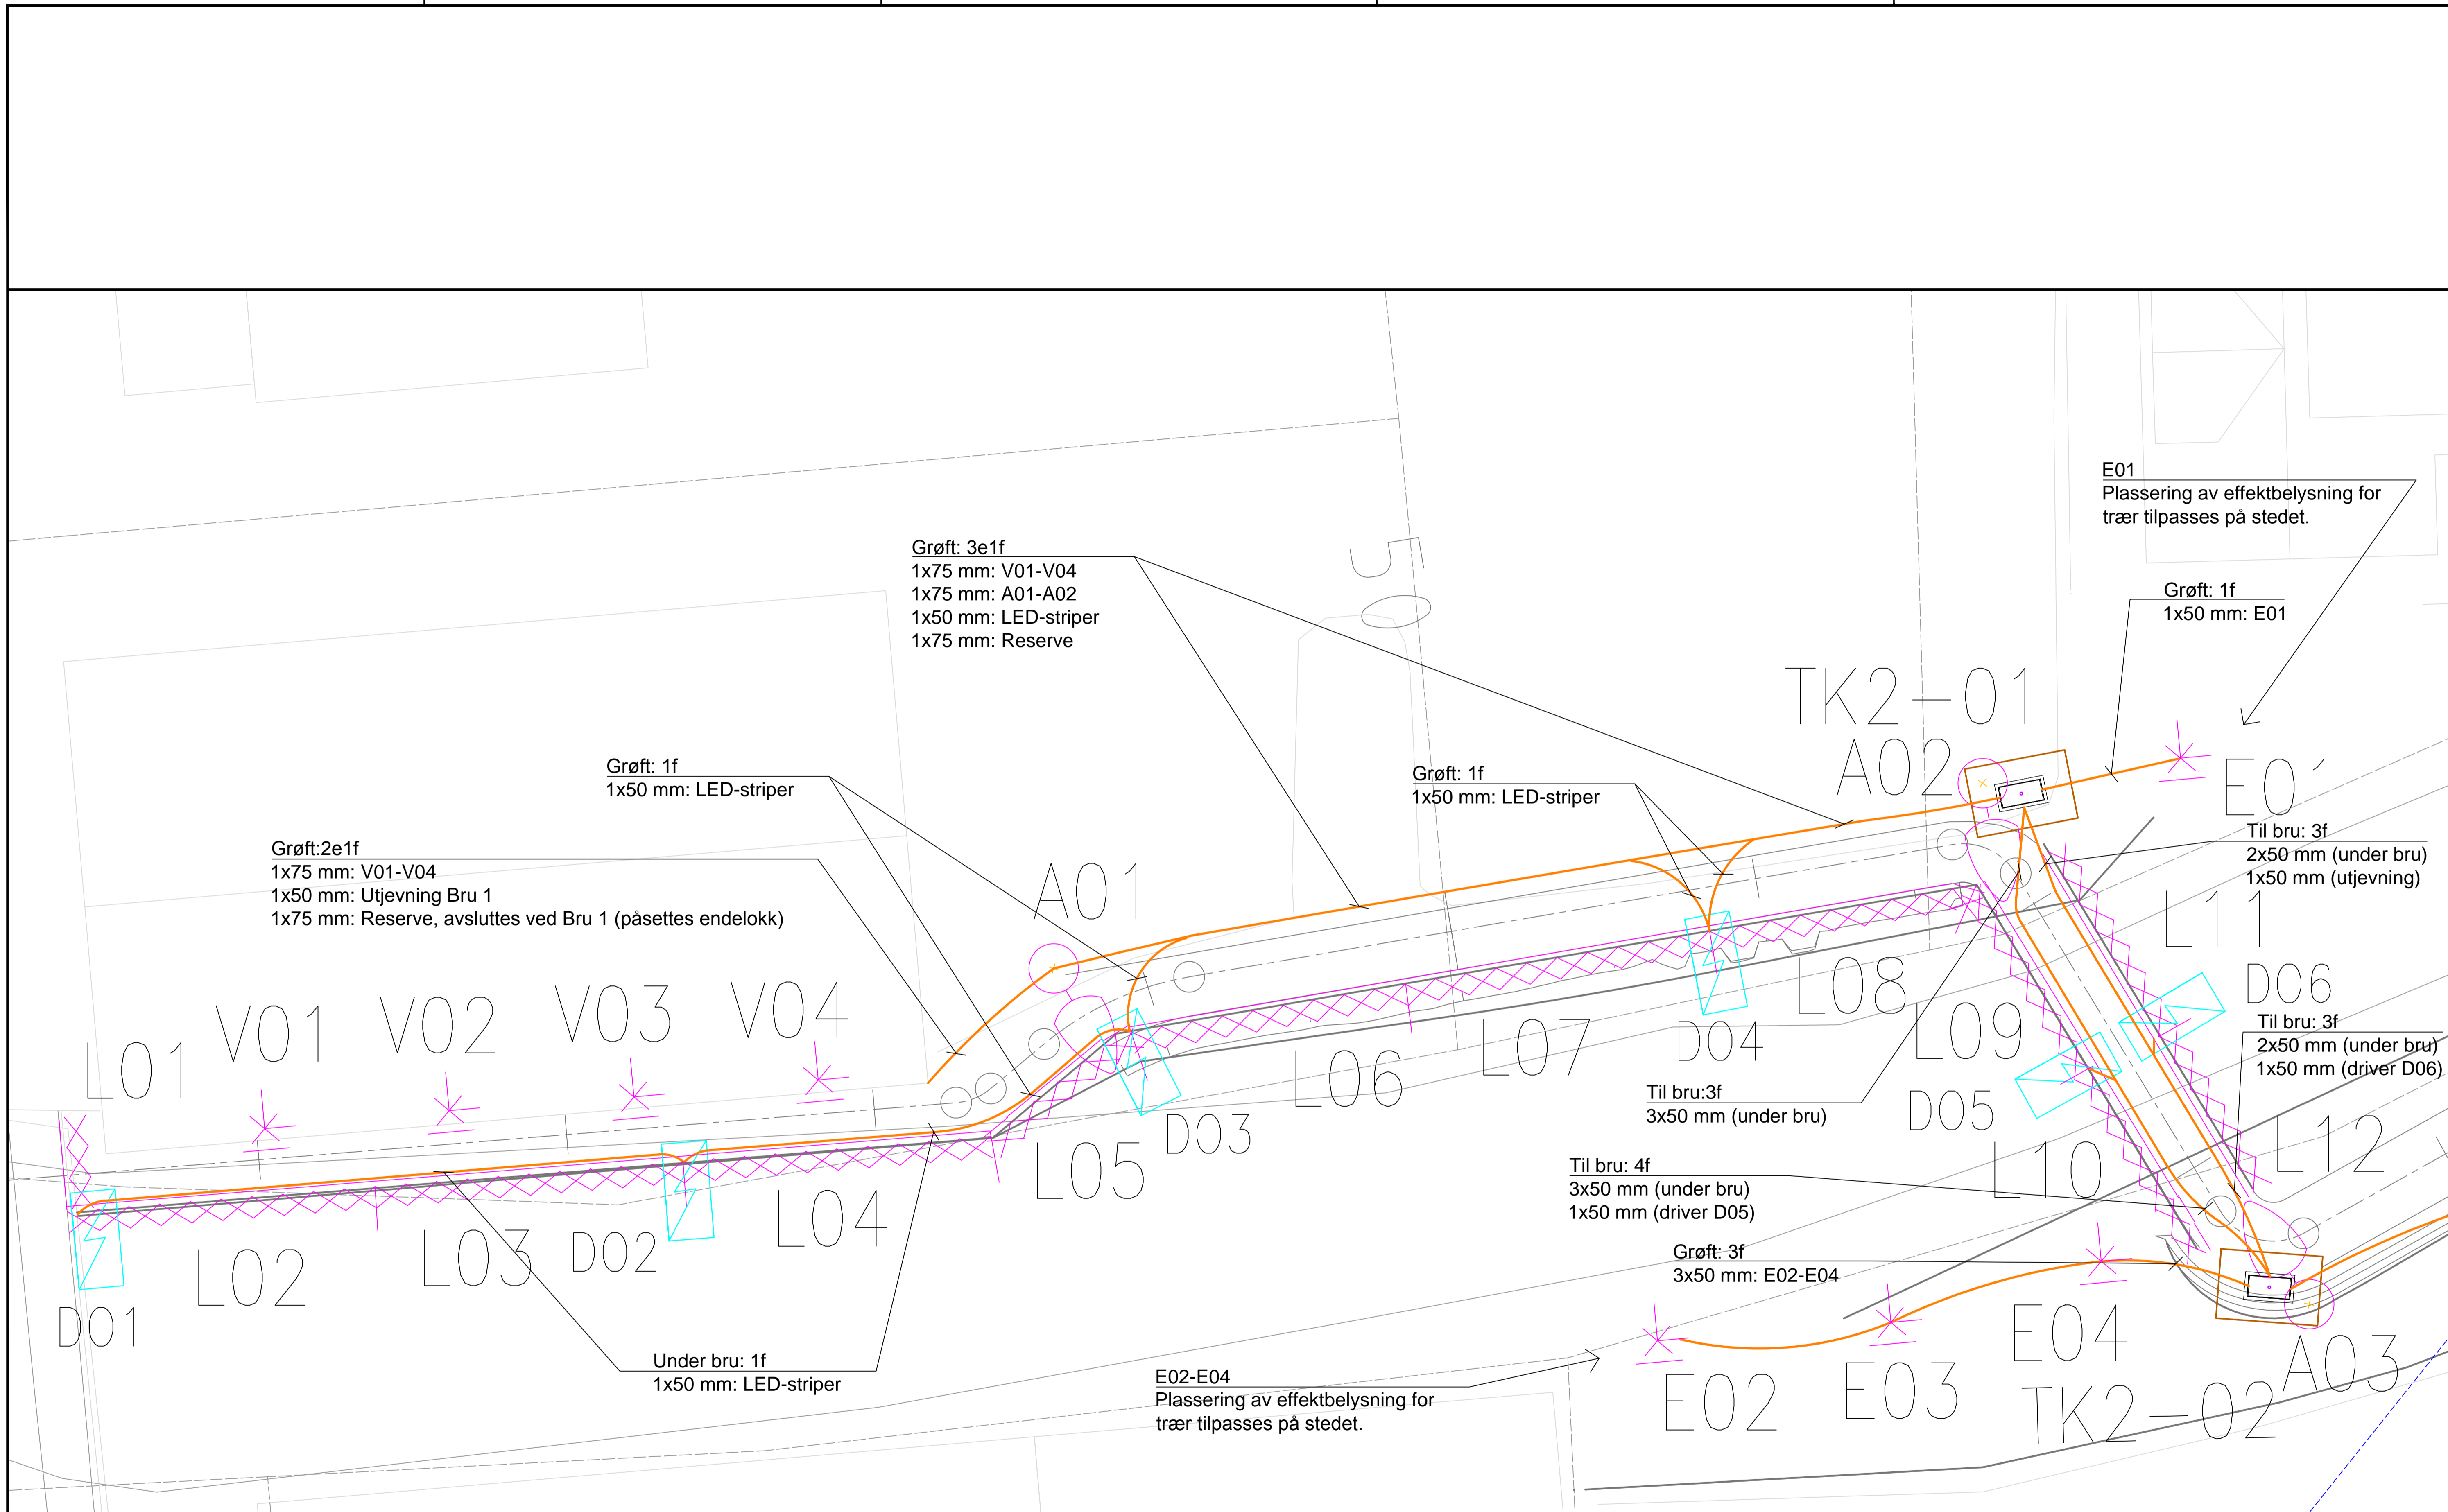 E01
Plassering av effektbelysning for
trær tilpasses på stedet.
Grøft: 3e1f
1x75 mm: V01-V04
1x75 mm: A01-A02
1x50 mm: LED-striper
1x75 mm: Reserve
Grøft: 1f
1x50 mm: E01
50
TK2-01
A02
E01
Grøft: 1f
1x50 mm: LED-striper
Grøft: 1f
1x50 mm: LED-striper
Til bru: 3f
2x50 mm (under bru)
1x50 mm (utjevning)
Grøft:2e1f
1x75 mm: V01-V04
1x50 mm: Utjevning Bru 1
1x75 mm: Reserve, avsluttes ved Bru 1 (påsettes endelokk)
A01
L11
L01
V01
V02
V03
V04
L08
D06
L09
D04
L07
L06
D05
Til bru: 3f
2x50 mm (under bru)
1x50 mm (driver D06)
Til bru:3f
3x50 mm (under bru)
D03
L05
L10
L12
Til bru: 4f
3x50 mm (under bru)
1x50 mm (driver D05)
L02
L03
D02
L04
D01
Grøft: 3f
3x50 mm: E02-E04
Under bru: 1f
1x50 mm: LED-striper
E02-E04
Plassering av effektbelysning for
trær tilpasses på stedet.
E02
E03
E04
TK2-02
A03